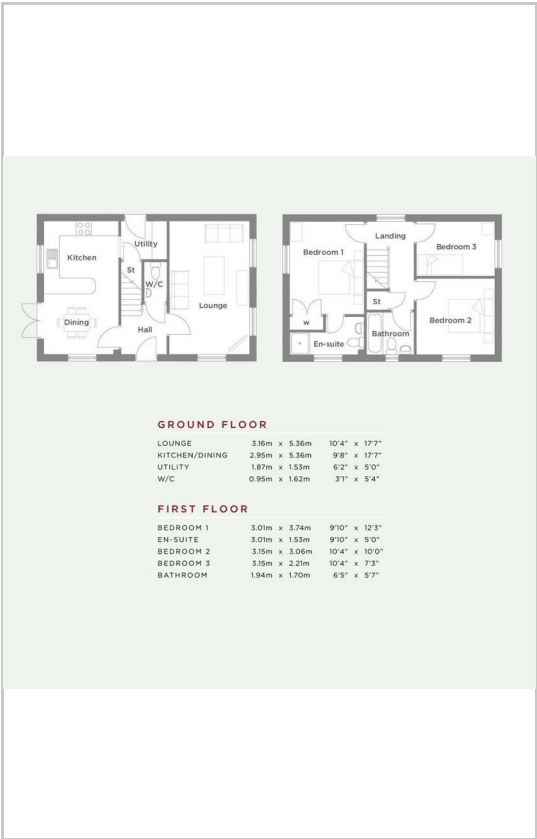 Kitchen
Utility
St
W/C
Lounge
Dining
Hall
Landing
Bedroom 1
Bedroom 3
St
W
Bedroom 2
Bathroom
En-suite
GROUND FLOOR
LOUNGE 3.16m x 5.36m 10'4" x 17'7"
KITCHEN/DINING 2.95m x 5.36m 9'8" x 17'7"
UTILITY 1.87m x 1.53m 6'2" x 5'0"
W/C 0.95m x 1.62m 3'1" x 5'4"
FIRST FLOOR
BEDROOM 1 3.01m x 3.74m 9'10" x 12'3"
EN-SUITE 3.01m x 1.53m 9'10" x 5'0"
BEDROOM 2 3.15m x 3.06m 10'4" x 10'0"
BEDROOM 3 3.15m x 2.21m 10'4" x 7'3"
BATHROOM 1.94m x 1.70m 6'5" x 5'7"